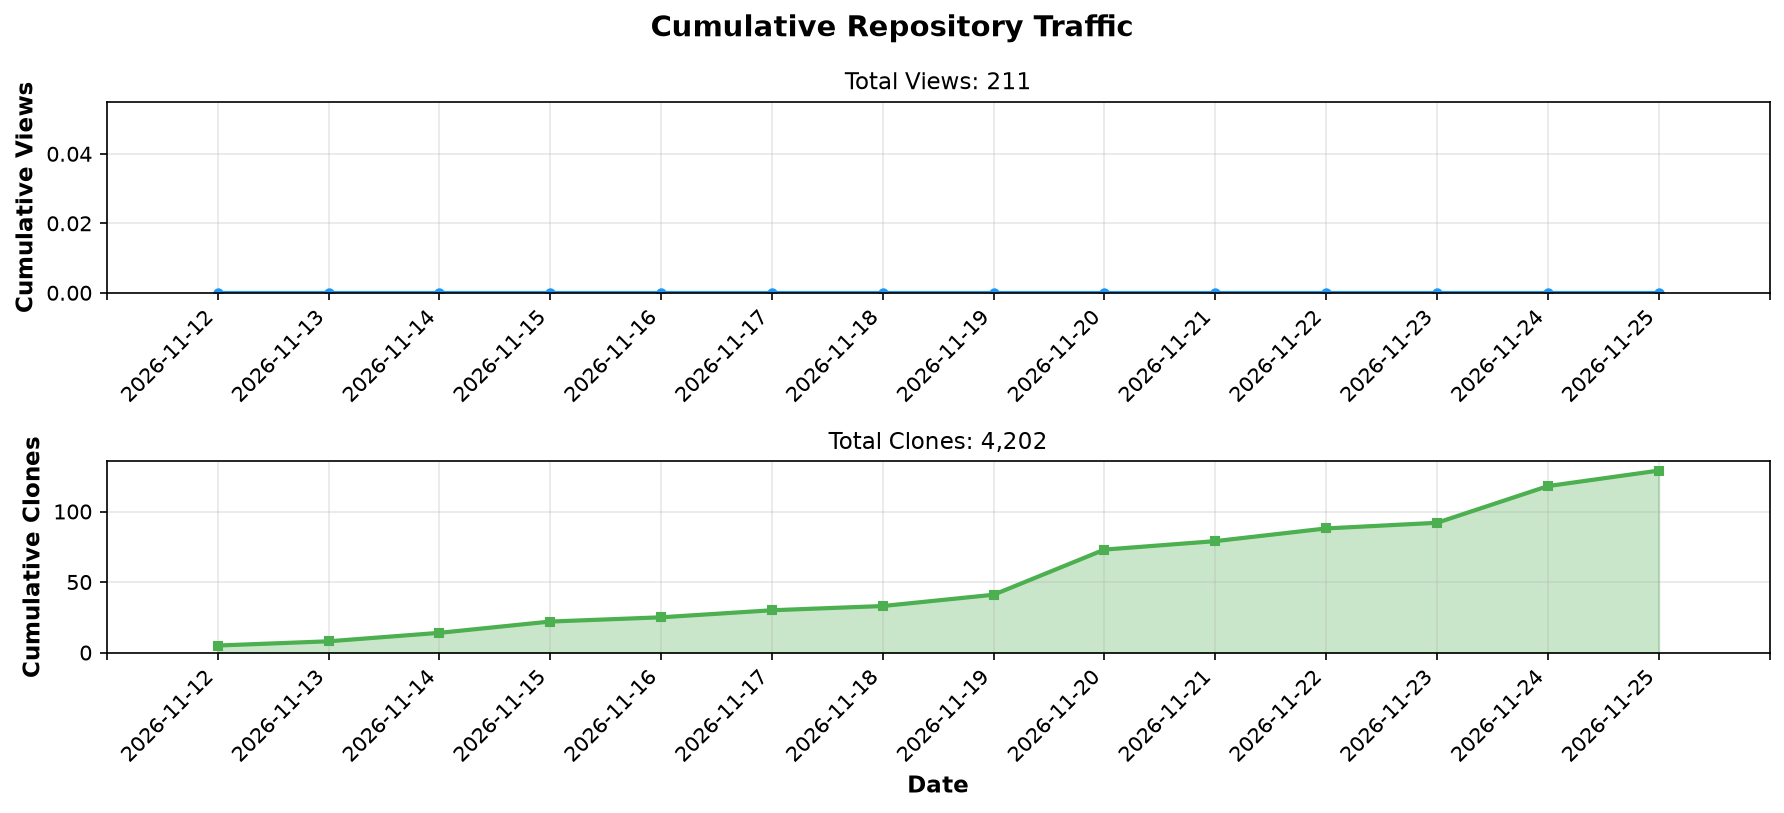 Cumulative Repository Traffic
Total Views: 211
Cumulative Views
0.04
0.02
0.00
2026-11-12 2026-11-13 2026-11-14 2026-11-15 2026-11-16 2026-11-17 2026-11-18 2026-11-19 2026-11-20 2026-11-21 2026-11-22 2026-11-23 2026-11-24 2026-11-25
Total Clones: 4,202
Cumulative Clones
100
50
0
2026-11-12 2026-11-13 2026-11-14 2026-11-15 2026-11-16 2026-11-17 2026-11-18 2026-11-19 2026-11-20 2026-11-21 2026-11-22 2026-11-23 2026-11-24 2026-11-25
Date